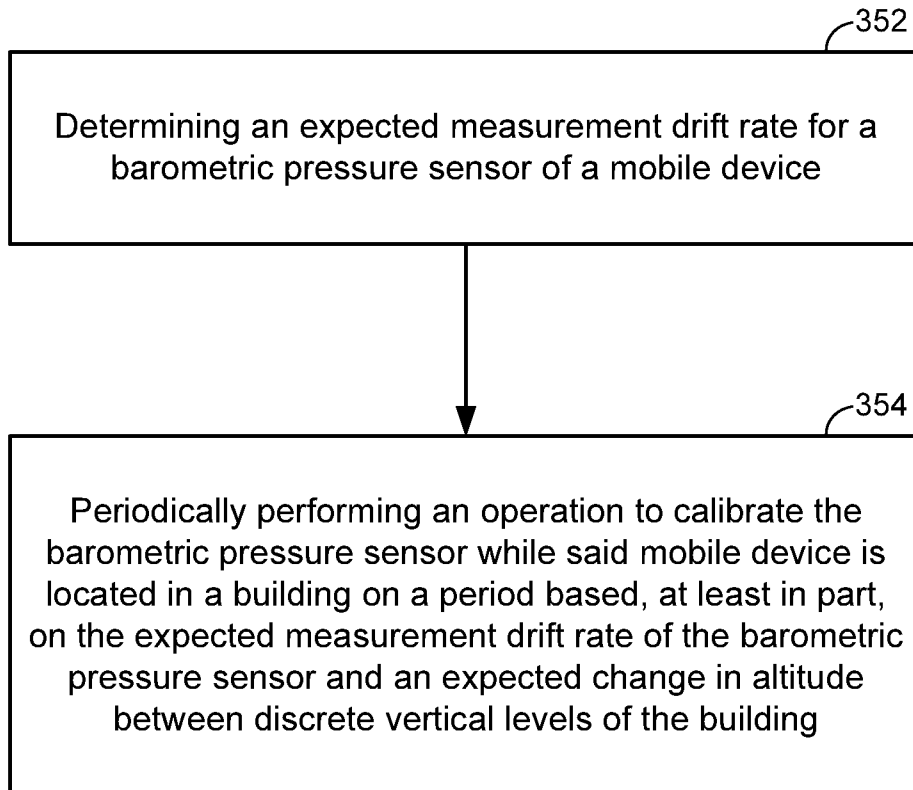 352
Determining an expected measurement drift rate for a
barometric pressure sensor of a mobile device
354
Periodically performing an operation to calibrate the
barometric pressure sensor while said mobile device is
located in a building on a period based, at least in part,
on the expected measurement drift rate of the barometric
pressure sensor and an expected change in altitude
between discrete vertical levels of the building